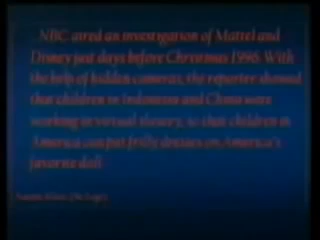 NBC aired an investigation of Mattel and
Disney just days before Christmas 1996. With
the help of hidden cameras, the reporter showed
that children in Indonesia and China were
working in virtual slavery, so that children in
America can put frilly dresses on America's
favorite doll.